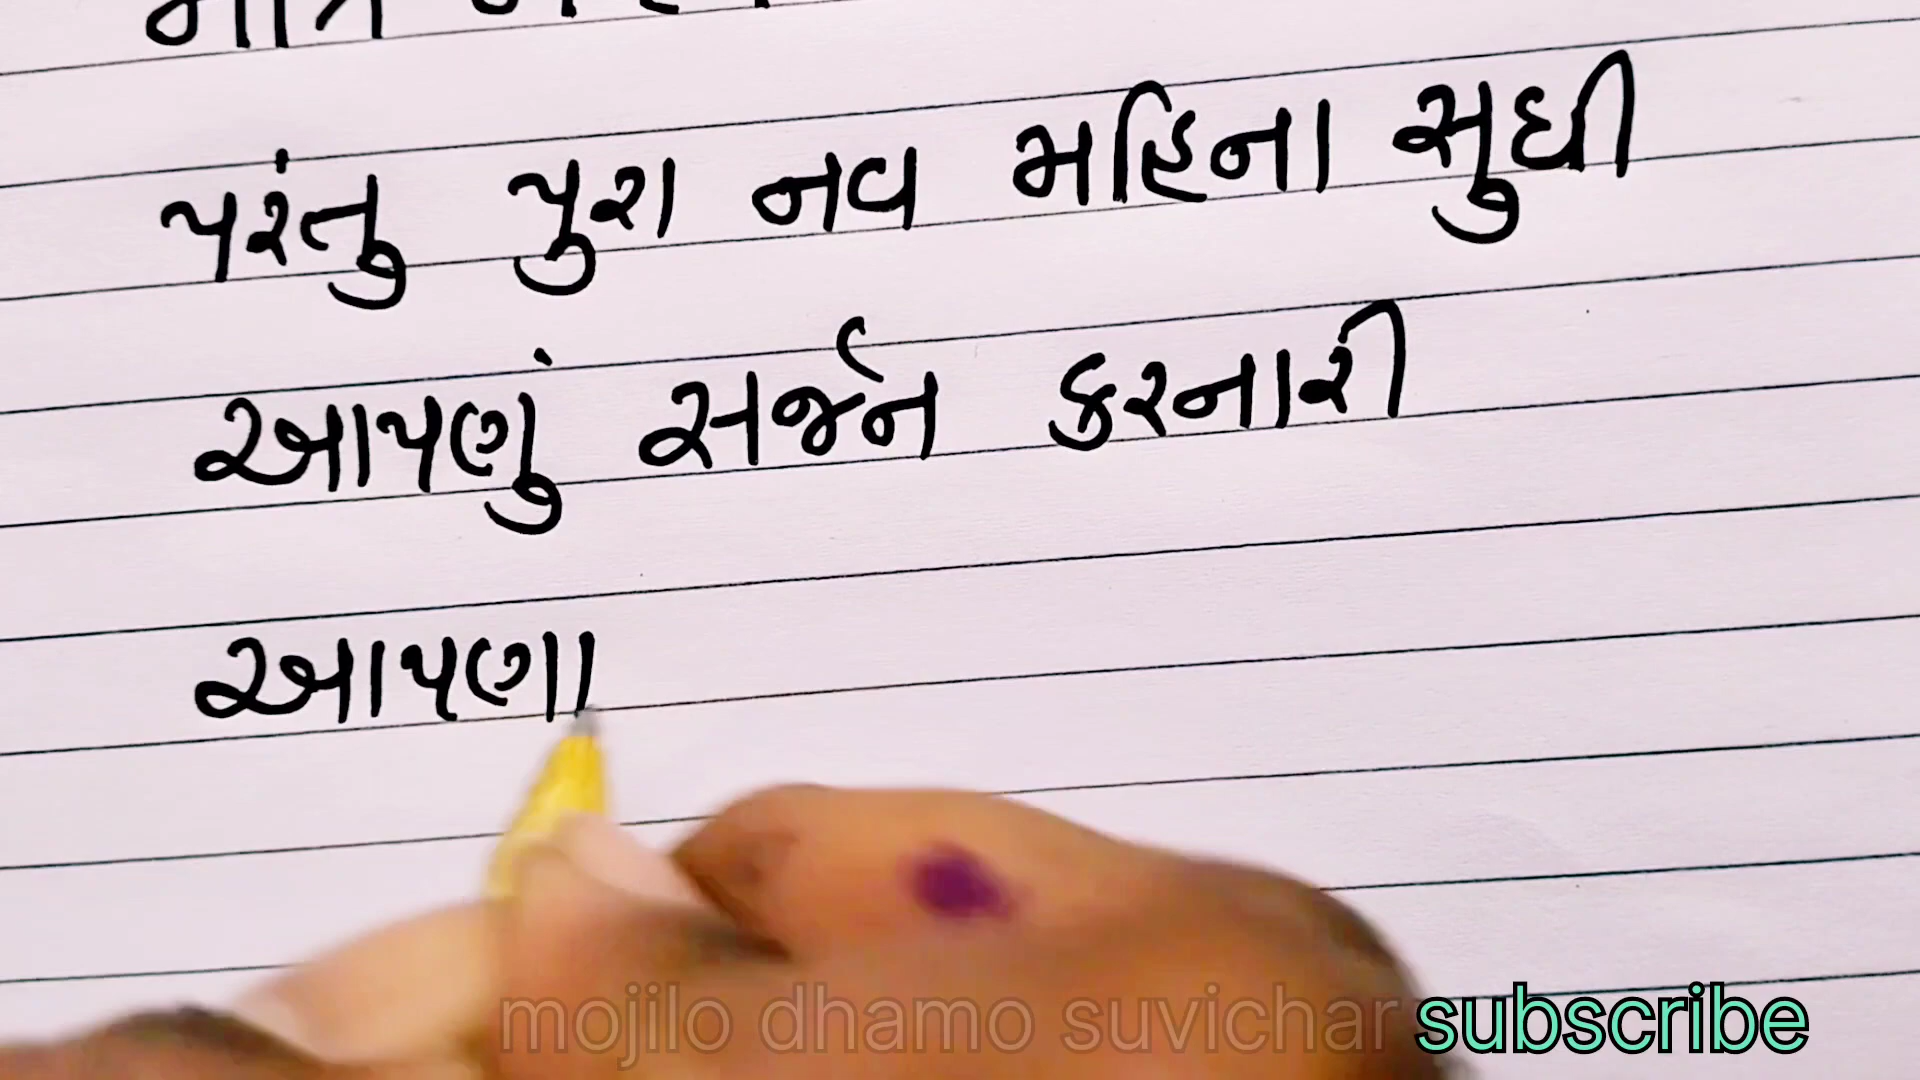 માત્ર
પરંતુ પુરા નવ મહિના સુધી
આપણું સર્જન કરનારી
આપણા
mojilo dhamo suvichar subscribe